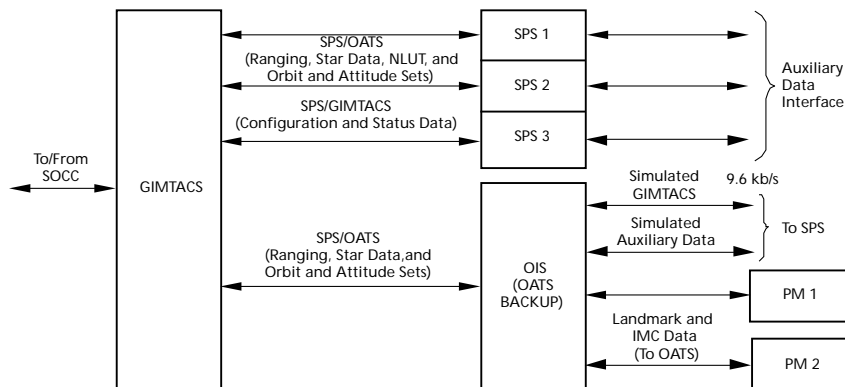 SPS/OATS
(Ranging, Star Data, NLUT, and
Orbit and Attitude Sets)
SPS/GIMTACS
(Configuration and Status Data)
SPS 1
SPS 2
SPS 3
Auxiliary
Data
Interface
To/From
SOCC
GIMTACS
SPS/OATS
(Ranging, Star Data,and
Orbit and Attitude Sets)
OIS
(OATS
BACKUP)
Simulated
GIMTACS
9.6 kb/s
Simulated
Auxiliary Data
To SPS
PM 1
Landmark and
IMC Data
(To OATS)
PM 2